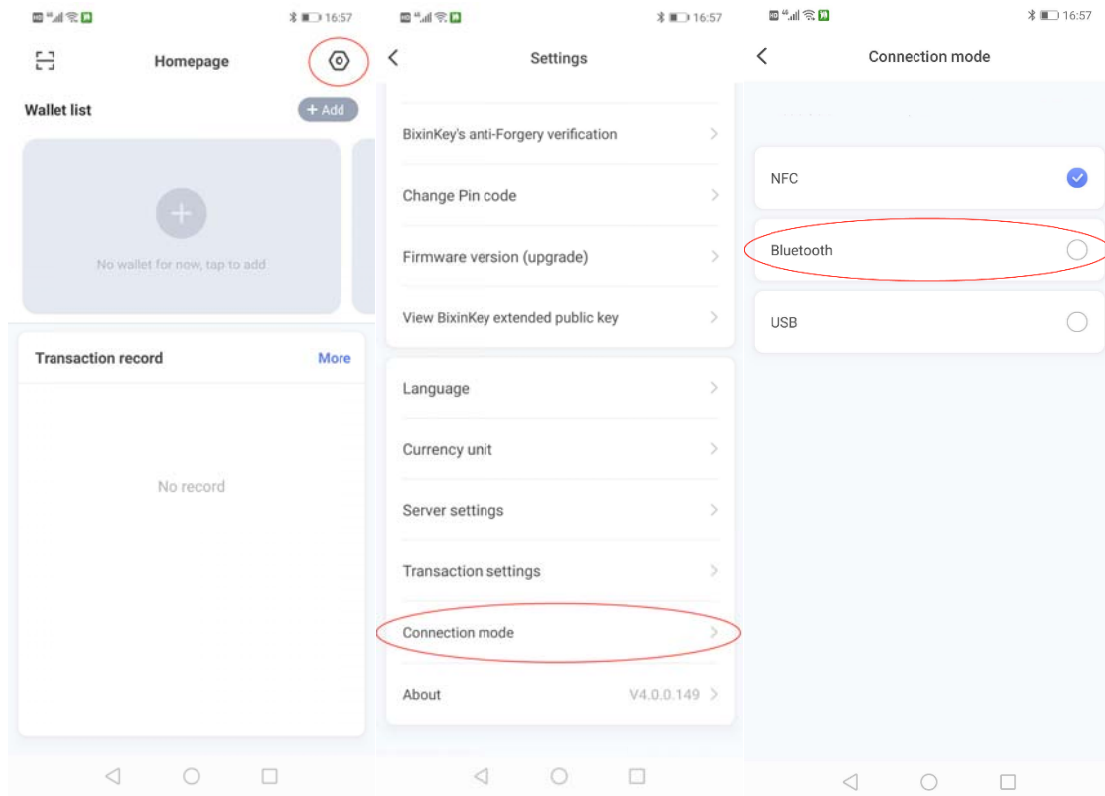 16:57
Homepage
Wallet list
+ Add
No wallet for now, tap to add
Transaction record
More
No record
16:57
Settings
BixinKey's anti-Forgery verification
Change Pin code
Firmware version (upgrade)
View BixinKey extended public key
Language
Currency unit
Server settings
Transaction settings
Connection mode
About
V4.0.0.149
16:57
Connection mode
NFC
Bluetooth
USB